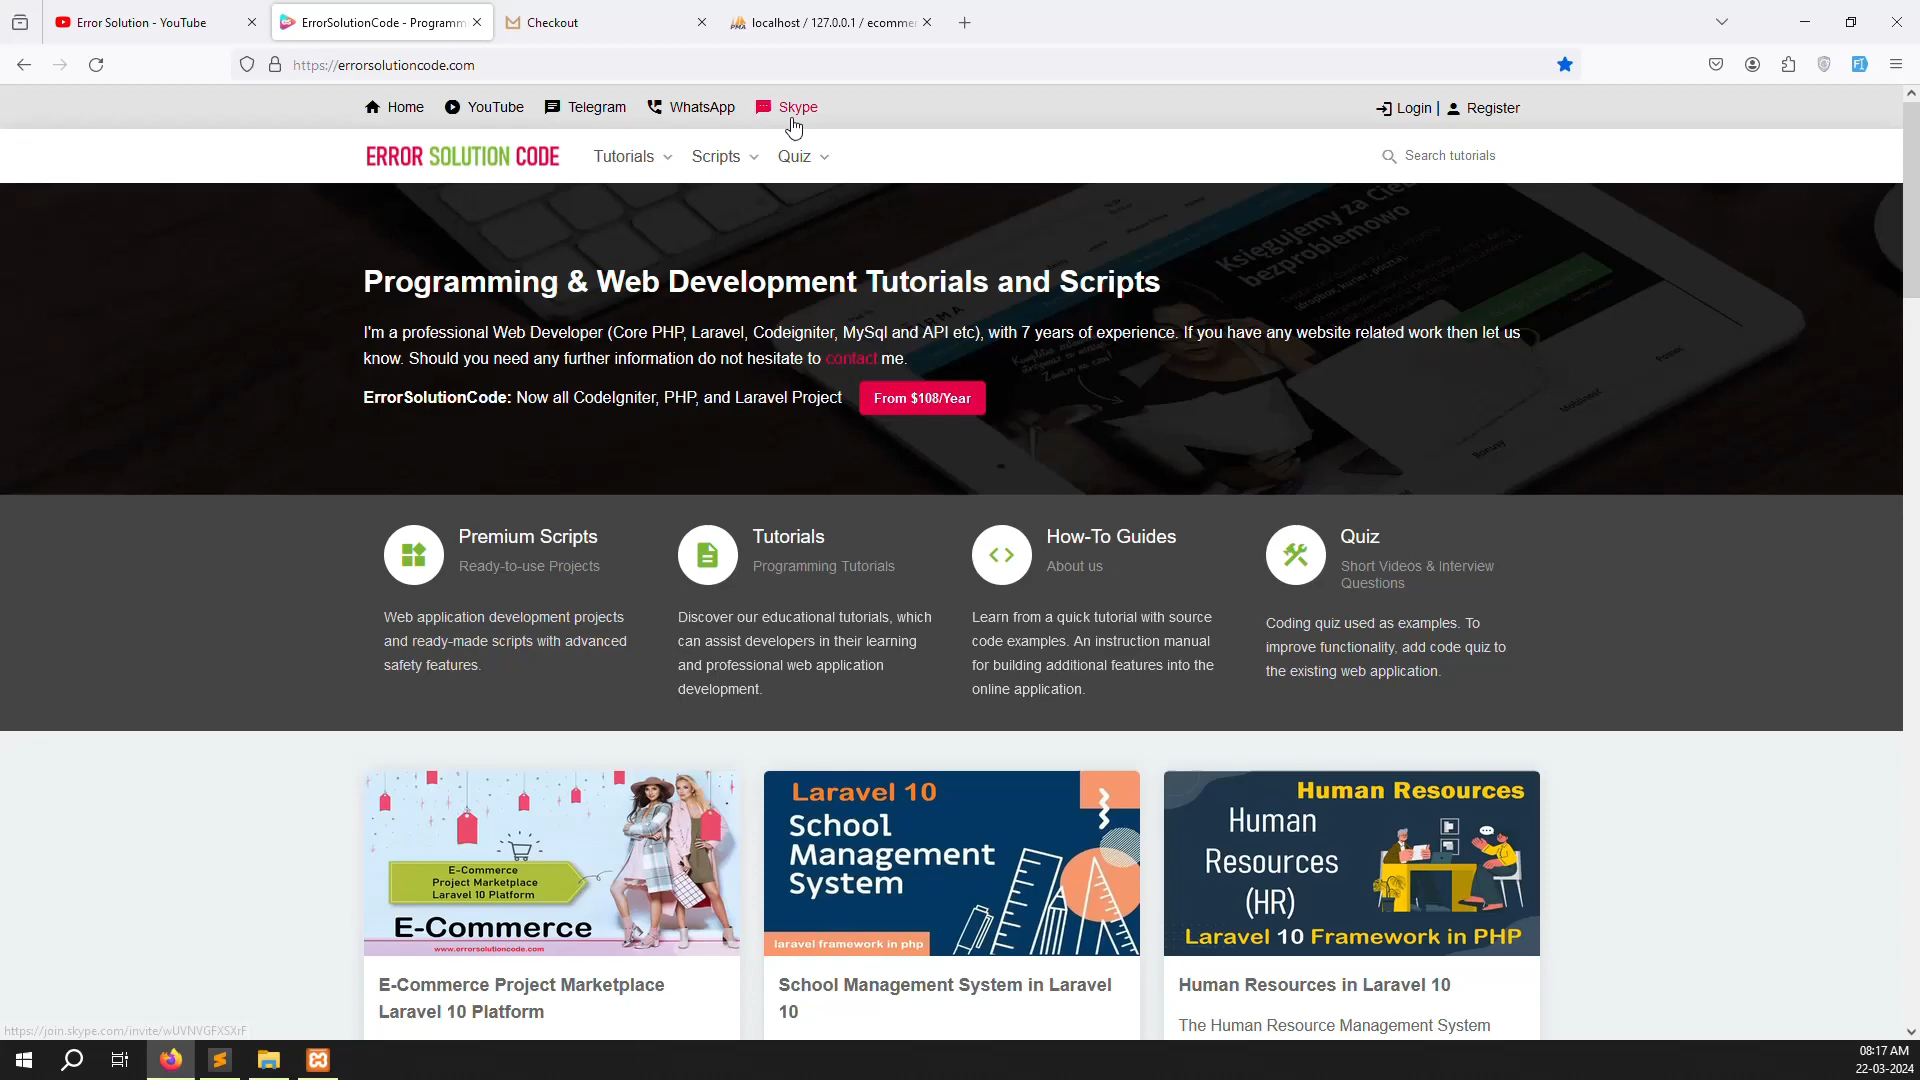 Error Solution - YouTube
ErrorSolutionCode - Programm
Checkout
localhost / 127.0.0.1 / ecommer
https://errorsolutioncode.com
Home
YouTube
Telegram
WhatsApp
Skype
Login |
Register
ERROR SOLUTION CODE
Tutorials
Scripts
Quiz
Search tutorials
Księgujemy za Cie
bezproblemowo
Programming & Web Development Tutorials and Scripts
I'm a professional Web Developer (Core PHP, Laravel, Codeigniter, MySql and API etc), with 7 years of experience. If you have any website related work then let us
know. Should you need any further information do not hesitate to contact me.
ErrorSolutionCode: Now all CodeIgniter, PHP, and Laravel Project
From $108/Year
Premium Scripts
Ready-to-use Projects
Web application development projects
and ready-made scripts with advanced
safety features.
Tutorials
Programming Tutorials
Discover our educational tutorials, which
can assist developers in their learning
and professional web application
development.
How-To Guides
About us
Learn from a quick tutorial with source
code examples. An instruction manual
for building additional features into the
online application.
Quiz
Short Videos & Interview
Questions
Coding quiz used as examples. To
improve functionality, add code quiz to
the existing web application.
E-Commerce
Project Marketplace
Laravel 10 Platform
E-Commerce
www.errorsolutioncode.com
E-Commerce Project Marketplace
Laravel 10 Platform
Laravel 10
School
Management
System
laravel framework in php
School Management System in Laravel
10
Human Resources
Human
Resources
(HR)
Laravel 10 Framework in PHP
Human Resources in Laravel 10
The Human Resource Management System
https://join.skype.com/invite/wUVNVGFXSXrF
08:17 AM
22-03-2024